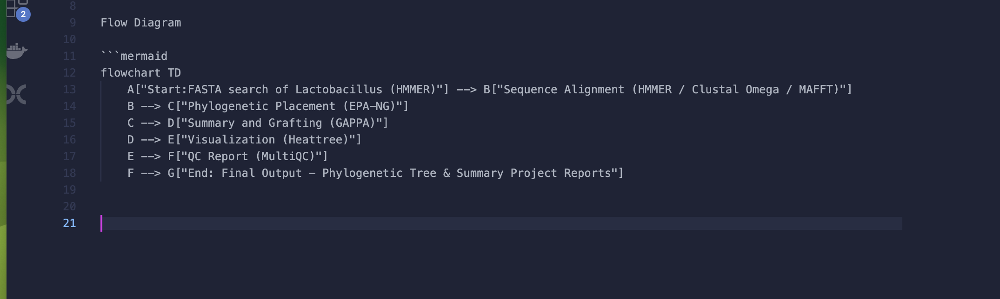 2
8
9 Flow Diagram
10
11 ```mermaid
12 flowchart TD
13 A["Start:FASTA search of Lactobacillus (HMMER)"] --> B["Sequence Alignment (HMMER / Clustal Omega / MAFFT)"]
14 B --> C["Phylogenetic Placement (EPA-NG)"]
15 C --> D["Summary and Grafting (GAPPA)"]
16 D --> E["Visualization (Heattree)"]
17 E --> F["QC Report (MultiQC)"]
18 F --> G["End: Final Output - Phylogenetic Tree & Summary Project Reports"]
19
20
21